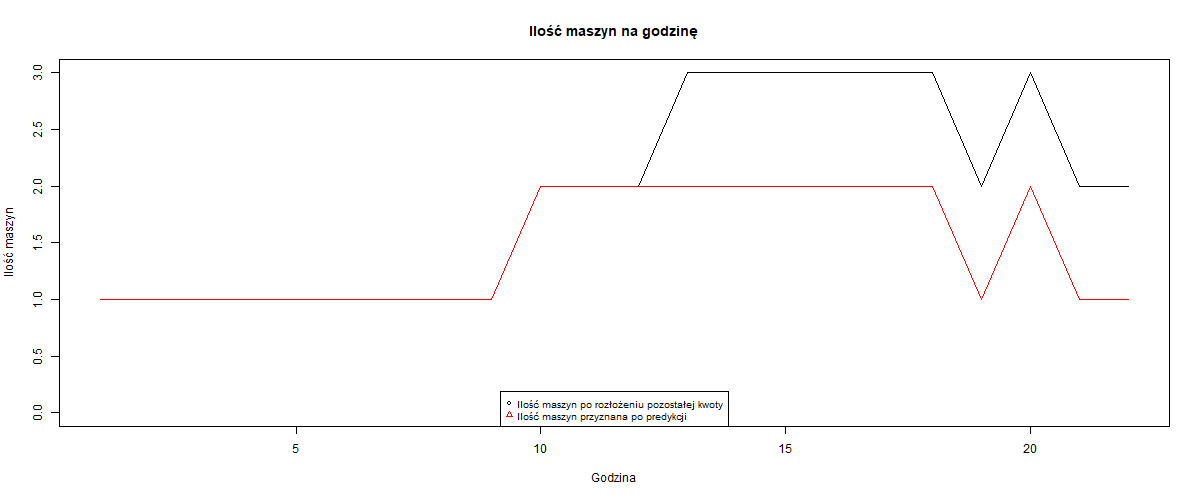 Ilość maszyn na godzinę
Ilość maszyn
3.0
2.5
2.0
1.5
1.0
0.5
0.0
Ilość maszyn po rozłożeniu pozostałej kwoty
Ilość maszyn przyznana po predykcji
5
10
15
20
Godzina